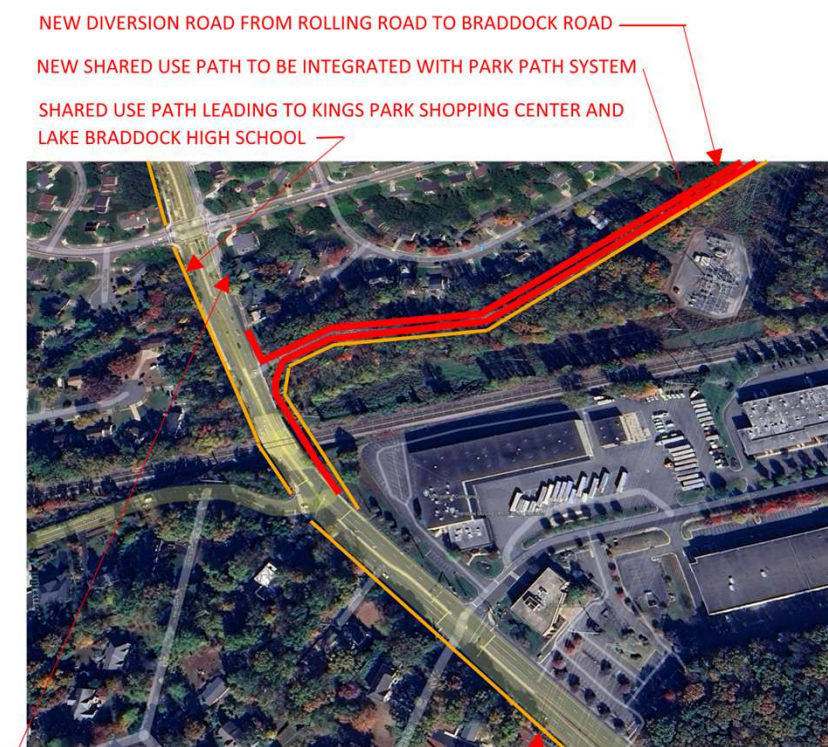 NEW DIVERSION ROAD FROM ROLLING ROAD TO BRADDOCK ROAD
NEW SHARED USE PATH TO BE INTEGRATED WITH PARK PATH SYSTEM
SHARED USE PATH LEADING TO KINGS PARK SHOPPING CENTER AND
LAKE BRADDOCK HIGH SCHOOL